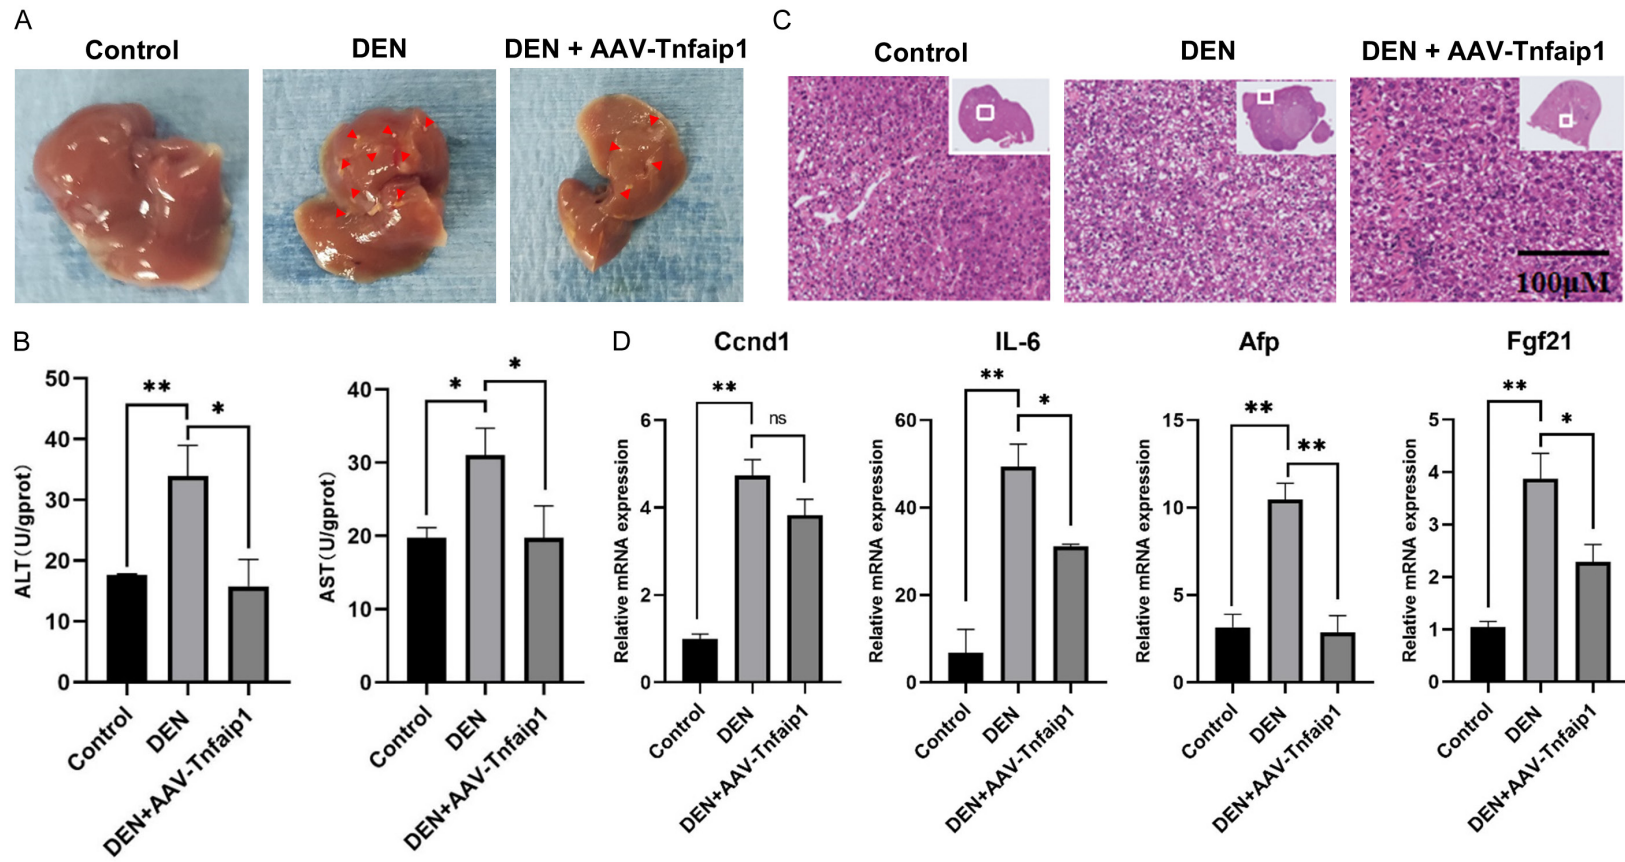 A
Control
DEN
DEN + AAV-Tnfaip1
C
Control
DEN
DEN + AAV-Tnfaip1
100μM
B
ALT(U/gprot)
50
40
30
20
10
0
**
*
Control
DEN
DEN+AAV-Tnfaip1
AST(U/gprot)
40
30
20
10
0
*
*
Control
DEN
DEN+AAV-Tnfaip1
D
Ccnd1
Relative mRNA expression
6
4
2
0
**
ns
Control
DEN
DEN+AAV-Tnfaip1
IL-6
Relative mRNA expression
60
40
20
0
**
*
Control
DEN
DEN+AAV-Tnfaip1
Afp
Relative mRNA expression
15
10
5
0
**
**
Control
DEN
DEN+AAV-Tnfaip1
Fgf21
Relative mRNA expression
5
4
3
2
1
0
**
*
Control
DEN
DEN+AAV-Tnfaip1